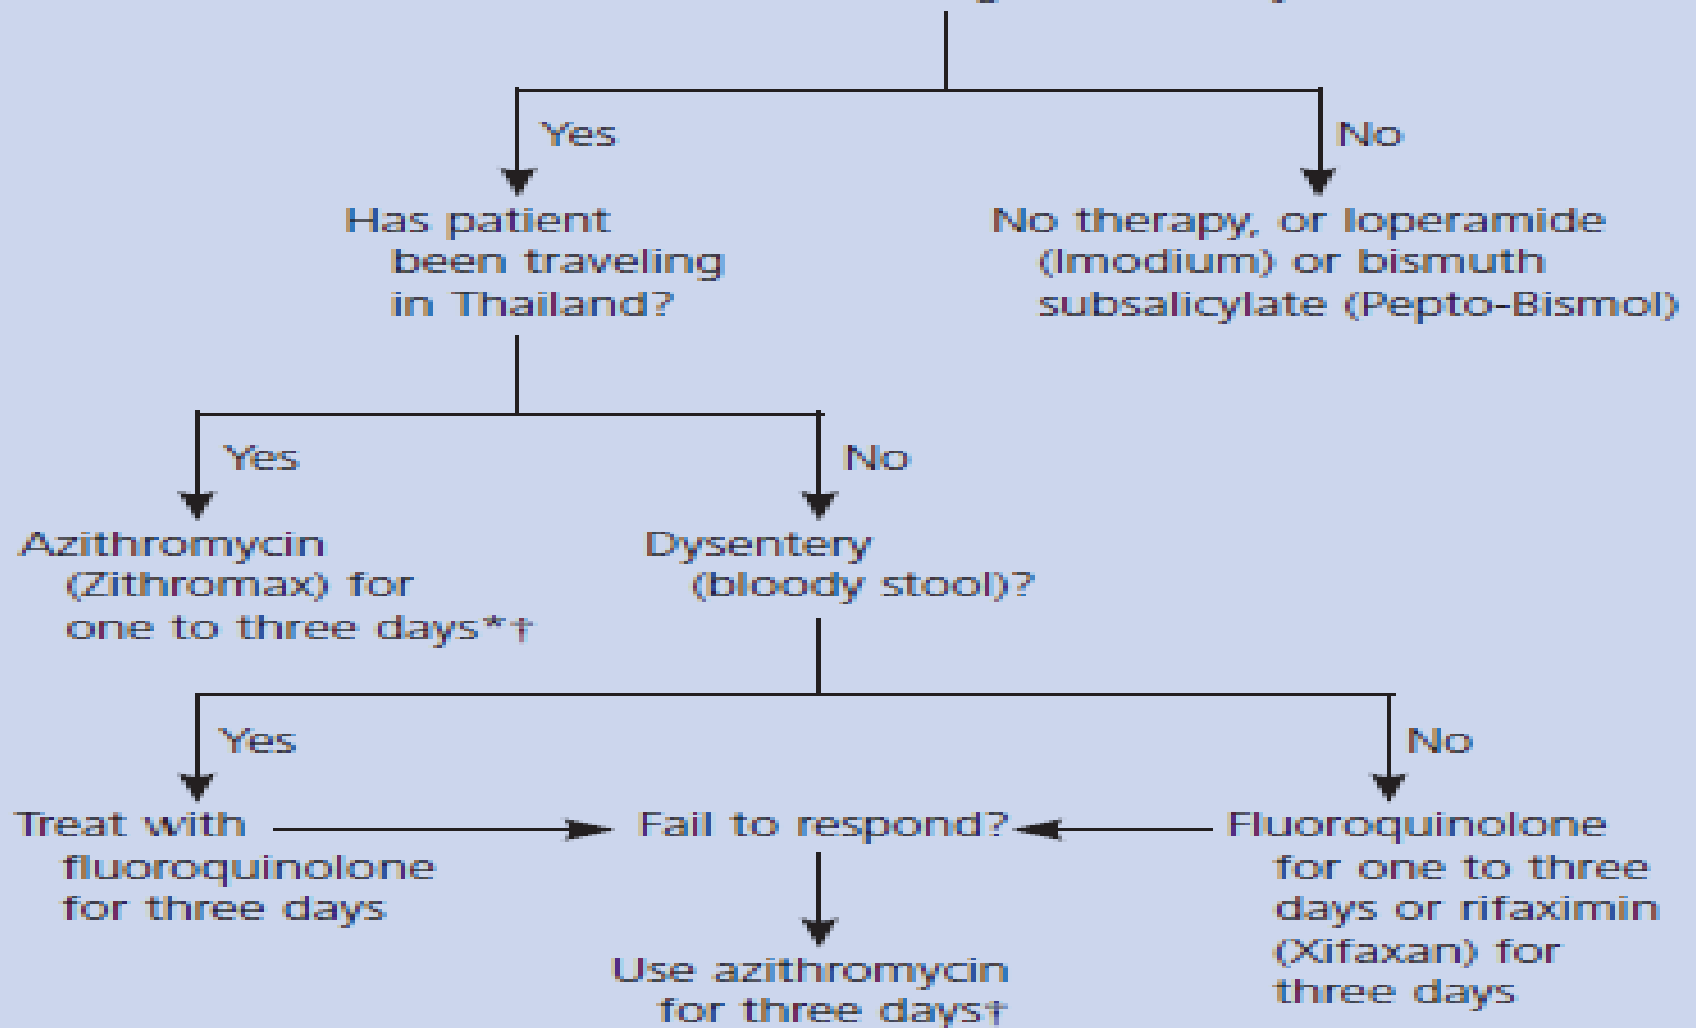 Yes
No
Has patient
been traveling
in Thailand?
No therapy, or loperamide
(Imodium) or bismuth
subsalicylate (Pepto-Bismol)
Yes
No
Azithromycin
(Zithromax) for
one to three days*†
Dysentery
(bloody stool)?
Yes
No
Treat with
fluoroquinolone
for three days
Fail to respond?
Fluoroquinolone
for one to three
days or rifaximin
(Xifaxan) for
three days
Use azithromycin
for three days†